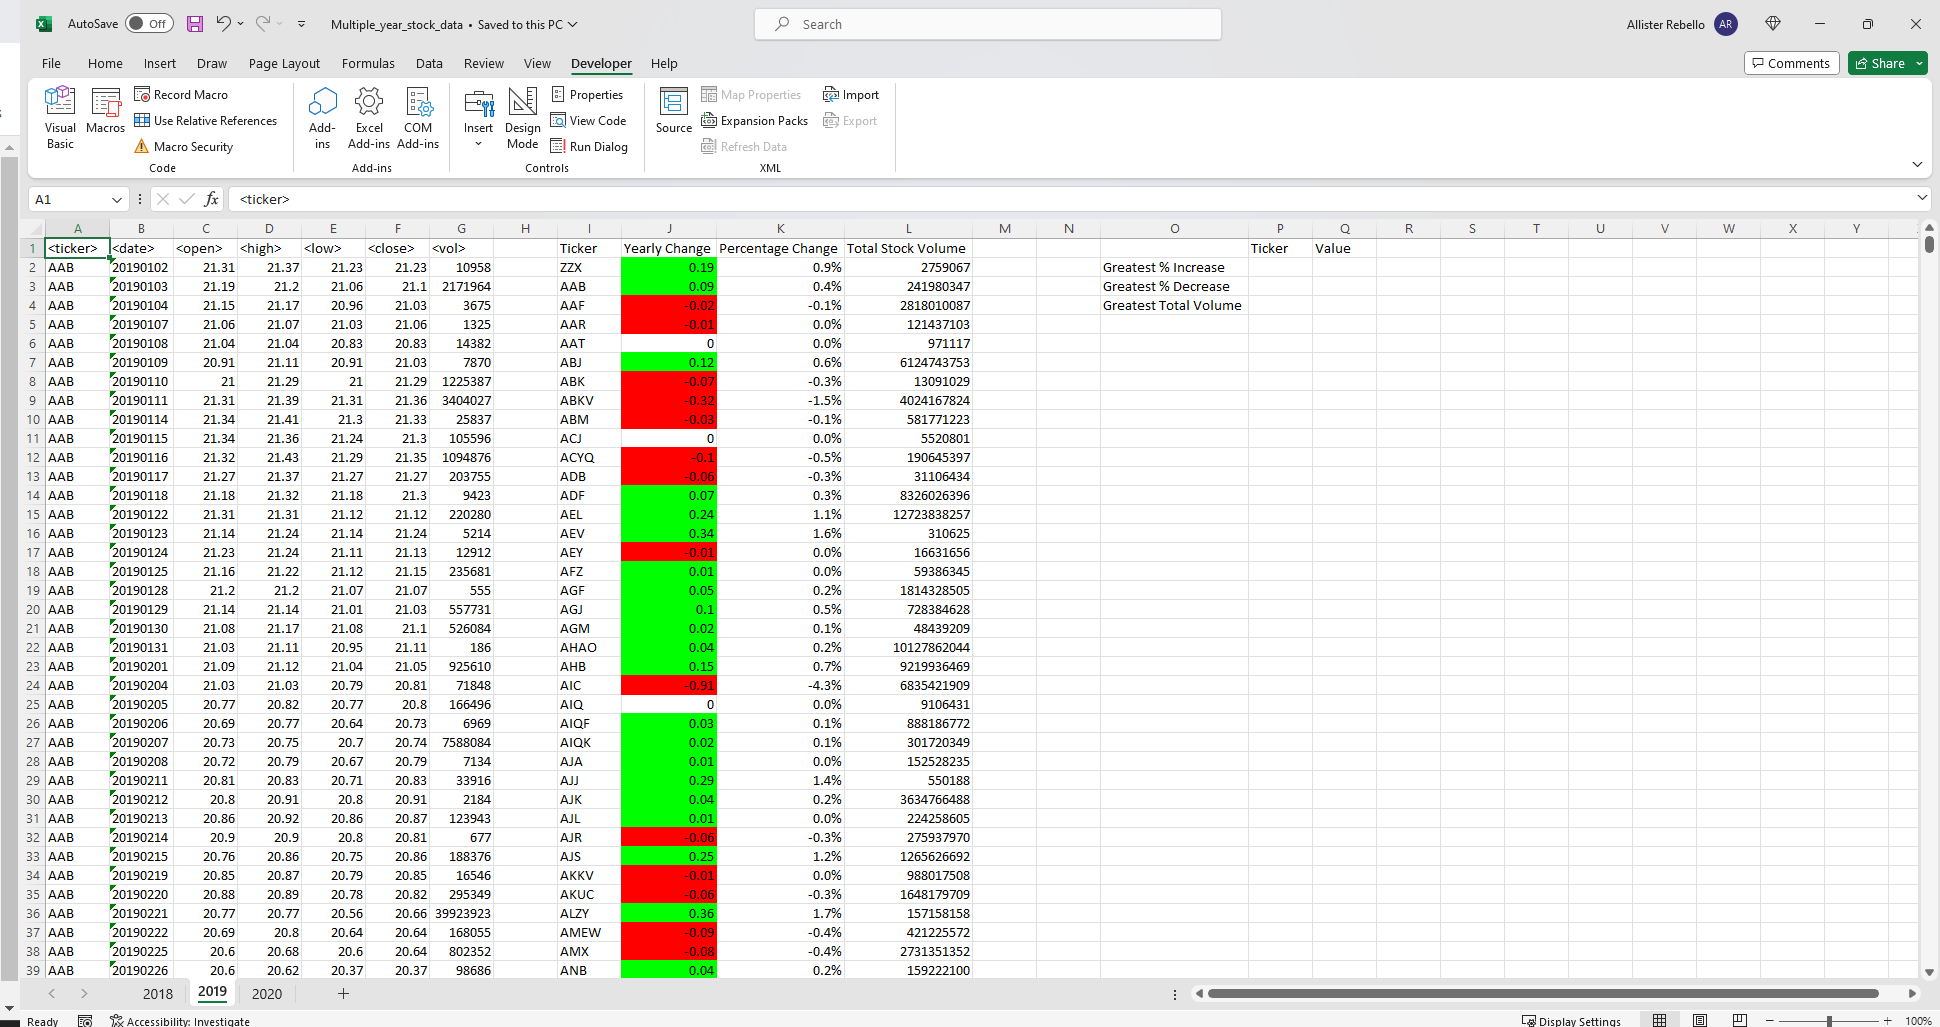 AutoSave Off Multiple_year_stock_data • Saved to this PC Search Allister Rebello AR
File Home Insert Draw Page Layout Formulas Data Review View Developer Help Comments Share
Visual Basic Macros Record Macro Use Relative References Macro Security Code
Add-ins Excel Add-ins COM Add-ins Add-ins
Insert Design Mode Properties View Code Run Dialog Controls
Source Map Properties Expansion Packs Refresh Data Import Export XML
A1 fx <ticker>
A B C D E F G H I J K L M N O P Q R S T U V W X Y
1 <ticker> <date> <open> <high> <low> <close> <vol> Ticker Yearly Change Percentage Change Total Stock Volume Ticker Value
2 AAB 20190102 21.31 21.37 21.23 21.23 10958 ZZX 0.19 0.9% 2759067 Greatest % Increase
3 AAB 20190103 21.19 21.2 21.06 21.1 2171964 AAB 0.09 0.4% 241980347 Greatest % Decrease
4 AAB 20190104 21.15 21.17 20.96 21.03 3675 AAF -0.02 -0.1% 2818010087 Greatest Total Volume
5 AAB 20190107 21.06 21.07 21.03 21.06 1325 AAR -0.01 0.0% 121437103
6 AAB 20190108 21.04 21.04 20.83 20.83 14382 AAT 0 0.0% 971117
7 AAB 20190109 20.91 21.11 20.91 21.03 7870 ABJ 0.12 0.6% 6124743753
8 AAB 20190110 21 21.29 21 21.29 1225387 ABK -0.07 -0.3% 13091029
9 AAB 20190111 21.31 21.39 21.31 21.36 3404027 ABKV -0.32 -1.5% 4024167824
10 AAB 20190114 21.34 21.41 21.3 21.33 25837 ABM -0.03 -0.1% 581771223
11 AAB 20190115 21.34 21.36 21.24 21.3 105596 ACJ 0 0.0% 5520801
12 AAB 20190116 21.32 21.43 21.29 21.35 1094876 ACYQ -0.1 -0.5% 190645397
13 AAB 20190117 21.27 21.37 21.27 21.27 203755 ADB -0.06 -0.3% 31106434
14 AAB 20190118 21.18 21.32 21.18 21.3 9423 ADF 0.07 0.3% 8326026396
15 AAB 20190122 21.31 21.31 21.12 21.12 220280 AEL 0.24 1.1% 12723838257
16 AAB 20190123 21.14 21.24 21.14 21.24 5214 AEV 0.34 1.6% 310625
17 AAB 20190124 21.23 21.24 21.11 21.13 12912 AEY -0.01 0.0% 16631656
18 AAB 20190125 21.16 21.22 21.12 21.15 235681 AFZ 0.01 0.0% 59386345
19 AAB 20190128 21.2 21.2 21.07 21.07 555 AGF 0.05 0.2% 1814328505
20 AAB 20190129 21.14 21.14 21.01 21.03 557731 AGJ 0.1 0.5% 728384628
21 AAB 20190130 21.08 21.17 21.08 21.1 526084 AGM 0.02 0.1% 48439209
22 AAB 20190131 21.03 21.11 20.95 21.11 186 AHAO 0.04 0.2% 10127862044
23 AAB 20190201 21.09 21.12 21.04 21.05 925610 AHB 0.15 0.7% 9219936469
24 AAB 20190204 21.03 21.03 20.79 20.81 71848 AIC -0.91 -4.3% 6835421909
25 AAB 20190205 20.77 20.82 20.77 20.8 166496 AIQ 0 0.0% 9106431
26 AAB 20190206 20.69 20.77 20.64 20.73 6969 AIQF 0.03 0.1% 888186772
27 AAB 20190207 20.73 20.75 20.7 20.74 7588084 AIQK 0.02 0.1% 301720349
28 AAB 20190208 20.72 20.79 20.67 20.79 7134 AJA 0.01 0.0% 152528235
29 AAB 20190211 20.81 20.83 20.71 20.83 33916 AJJ 0.29 1.4% 550188
30 AAB 20190212 20.8 20.91 20.8 20.91 2184 AJK 0.04 0.2% 3634766488
31 AAB 20190213 20.86 20.92 20.86 20.87 123943 AJL 0.01 0.0% 224258605
32 AAB 20190214 20.9 20.9 20.8 20.81 677 AJR -0.06 -0.3% 275937970
33 AAB 20190215 20.76 20.86 20.75 20.86 188376 AJS 0.25 1.2% 1265626692
34 AAB 20190219 20.85 20.87 20.79 20.85 16546 AKKV -0.01 0.0% 988017508
35 AAB 20190220 20.88 20.89 20.78 20.82 295349 AKUC -0.06 -0.3% 1648179709
36 AAB 20190221 20.77 20.77 20.56 20.66 39923923 ALZY 0.36 1.7% 157158158
37 AAB 20190222 20.69 20.8 20.64 20.64 168055 AMEW -0.09 -0.4% 421225572
38 AAB 20190225 20.6 20.68 20.6 20.64 802352 AMX -0.08 -0.4% 2731351352
39 AAB 20190226 20.6 20.62 20.37 20.37 98686 ANB 0.04 0.2% 159222100
2018 2019 2020
Ready Accessibility: Investigate Display Settings 100%